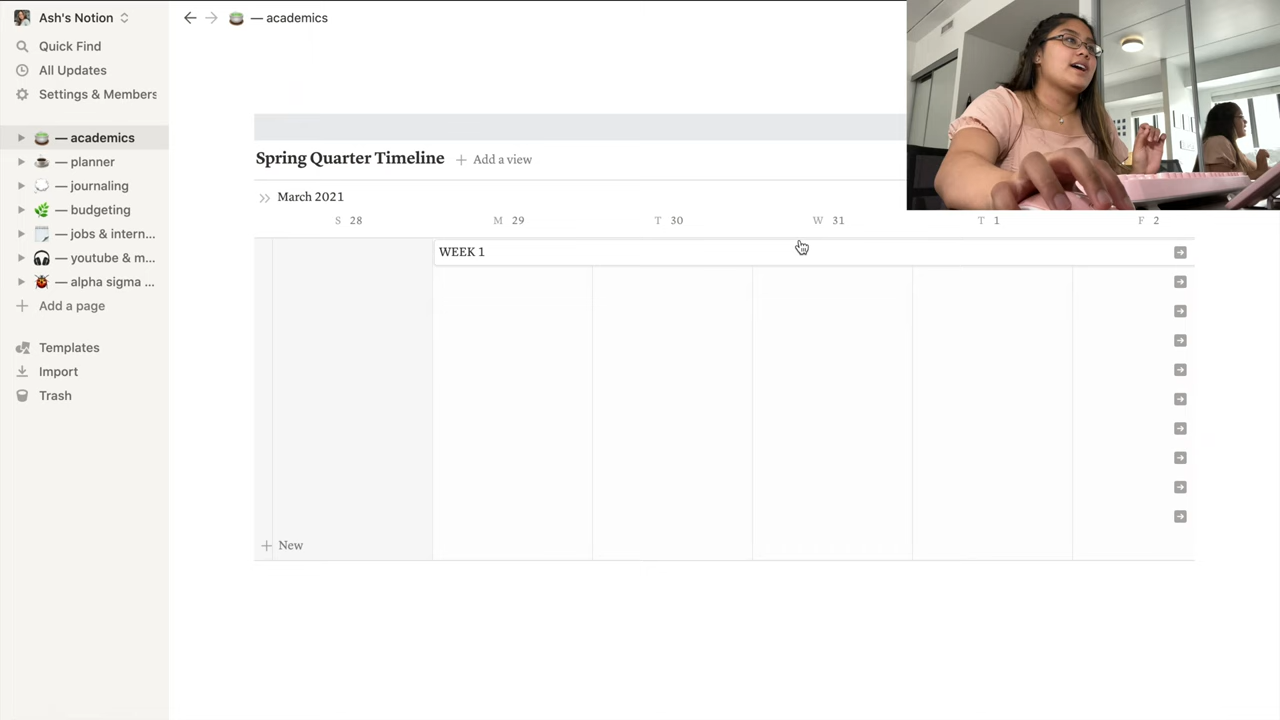 Ash's Notion
Quick Find
All Updates
Settings & Members
— academics
— planner
— journaling
— budgeting
— jobs & intern...
— youtube & m...
— alpha sigma ...
+ Add a page
Templates
Import
Trash
— academics
Spring Quarter Timeline + Add a view
March 2021
S 28 M 29 T 30 W 31 T 1 F 2
WEEK 1
+ New